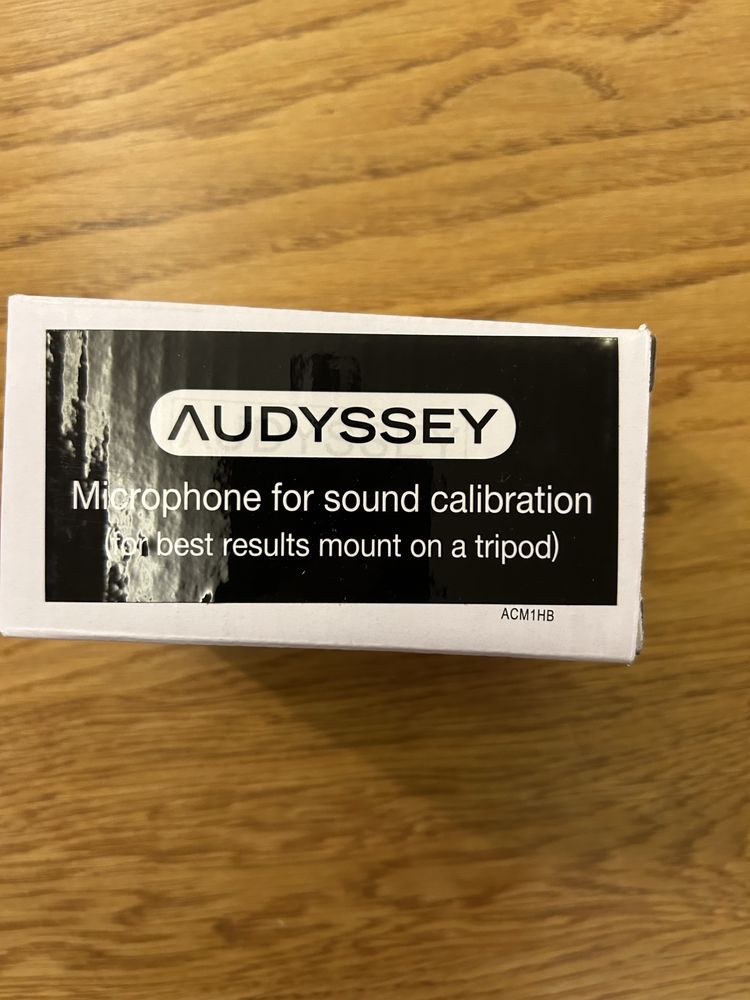 AUDYSSEY
Microphone for sound calibration
(for best results mount on a tripod)
ACM1HB